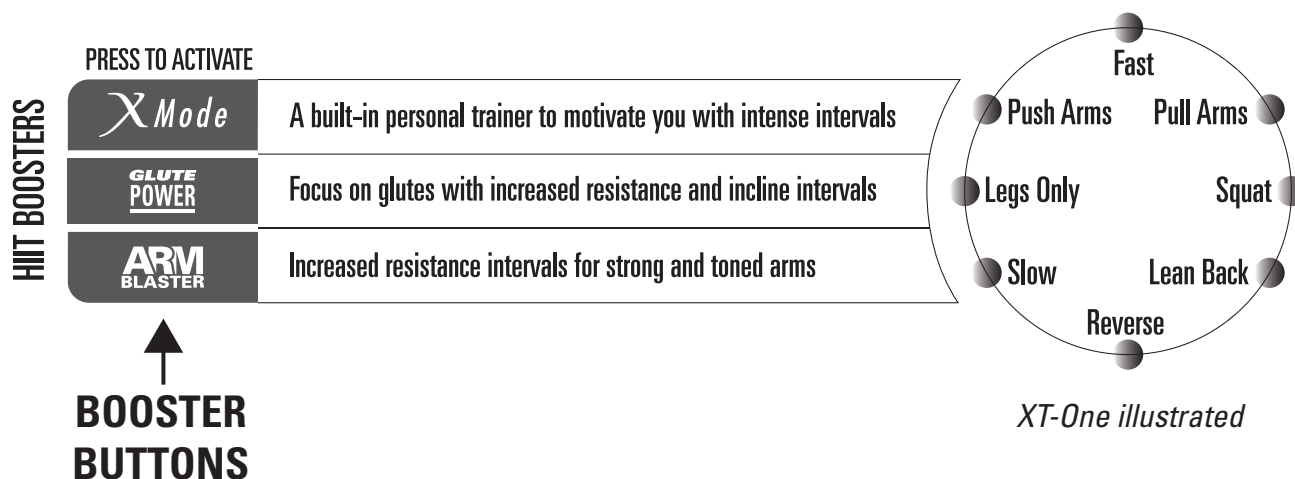 PRESS TO ACTIVATE
HIIT BOOSTERS
X Mode
A built-in personal trainer to motivate you with intense intervals
GLUTE
POWER
Focus on glutes with increased resistance and incline intervals
ARM
BLASTER
Increased resistance intervals for strong and toned arms
BOOSTER
BUTTONS
Fast
Push Arms
Pull Arms
Legs Only
Squat
Slow
Lean Back
Reverse
XT-One illustrated